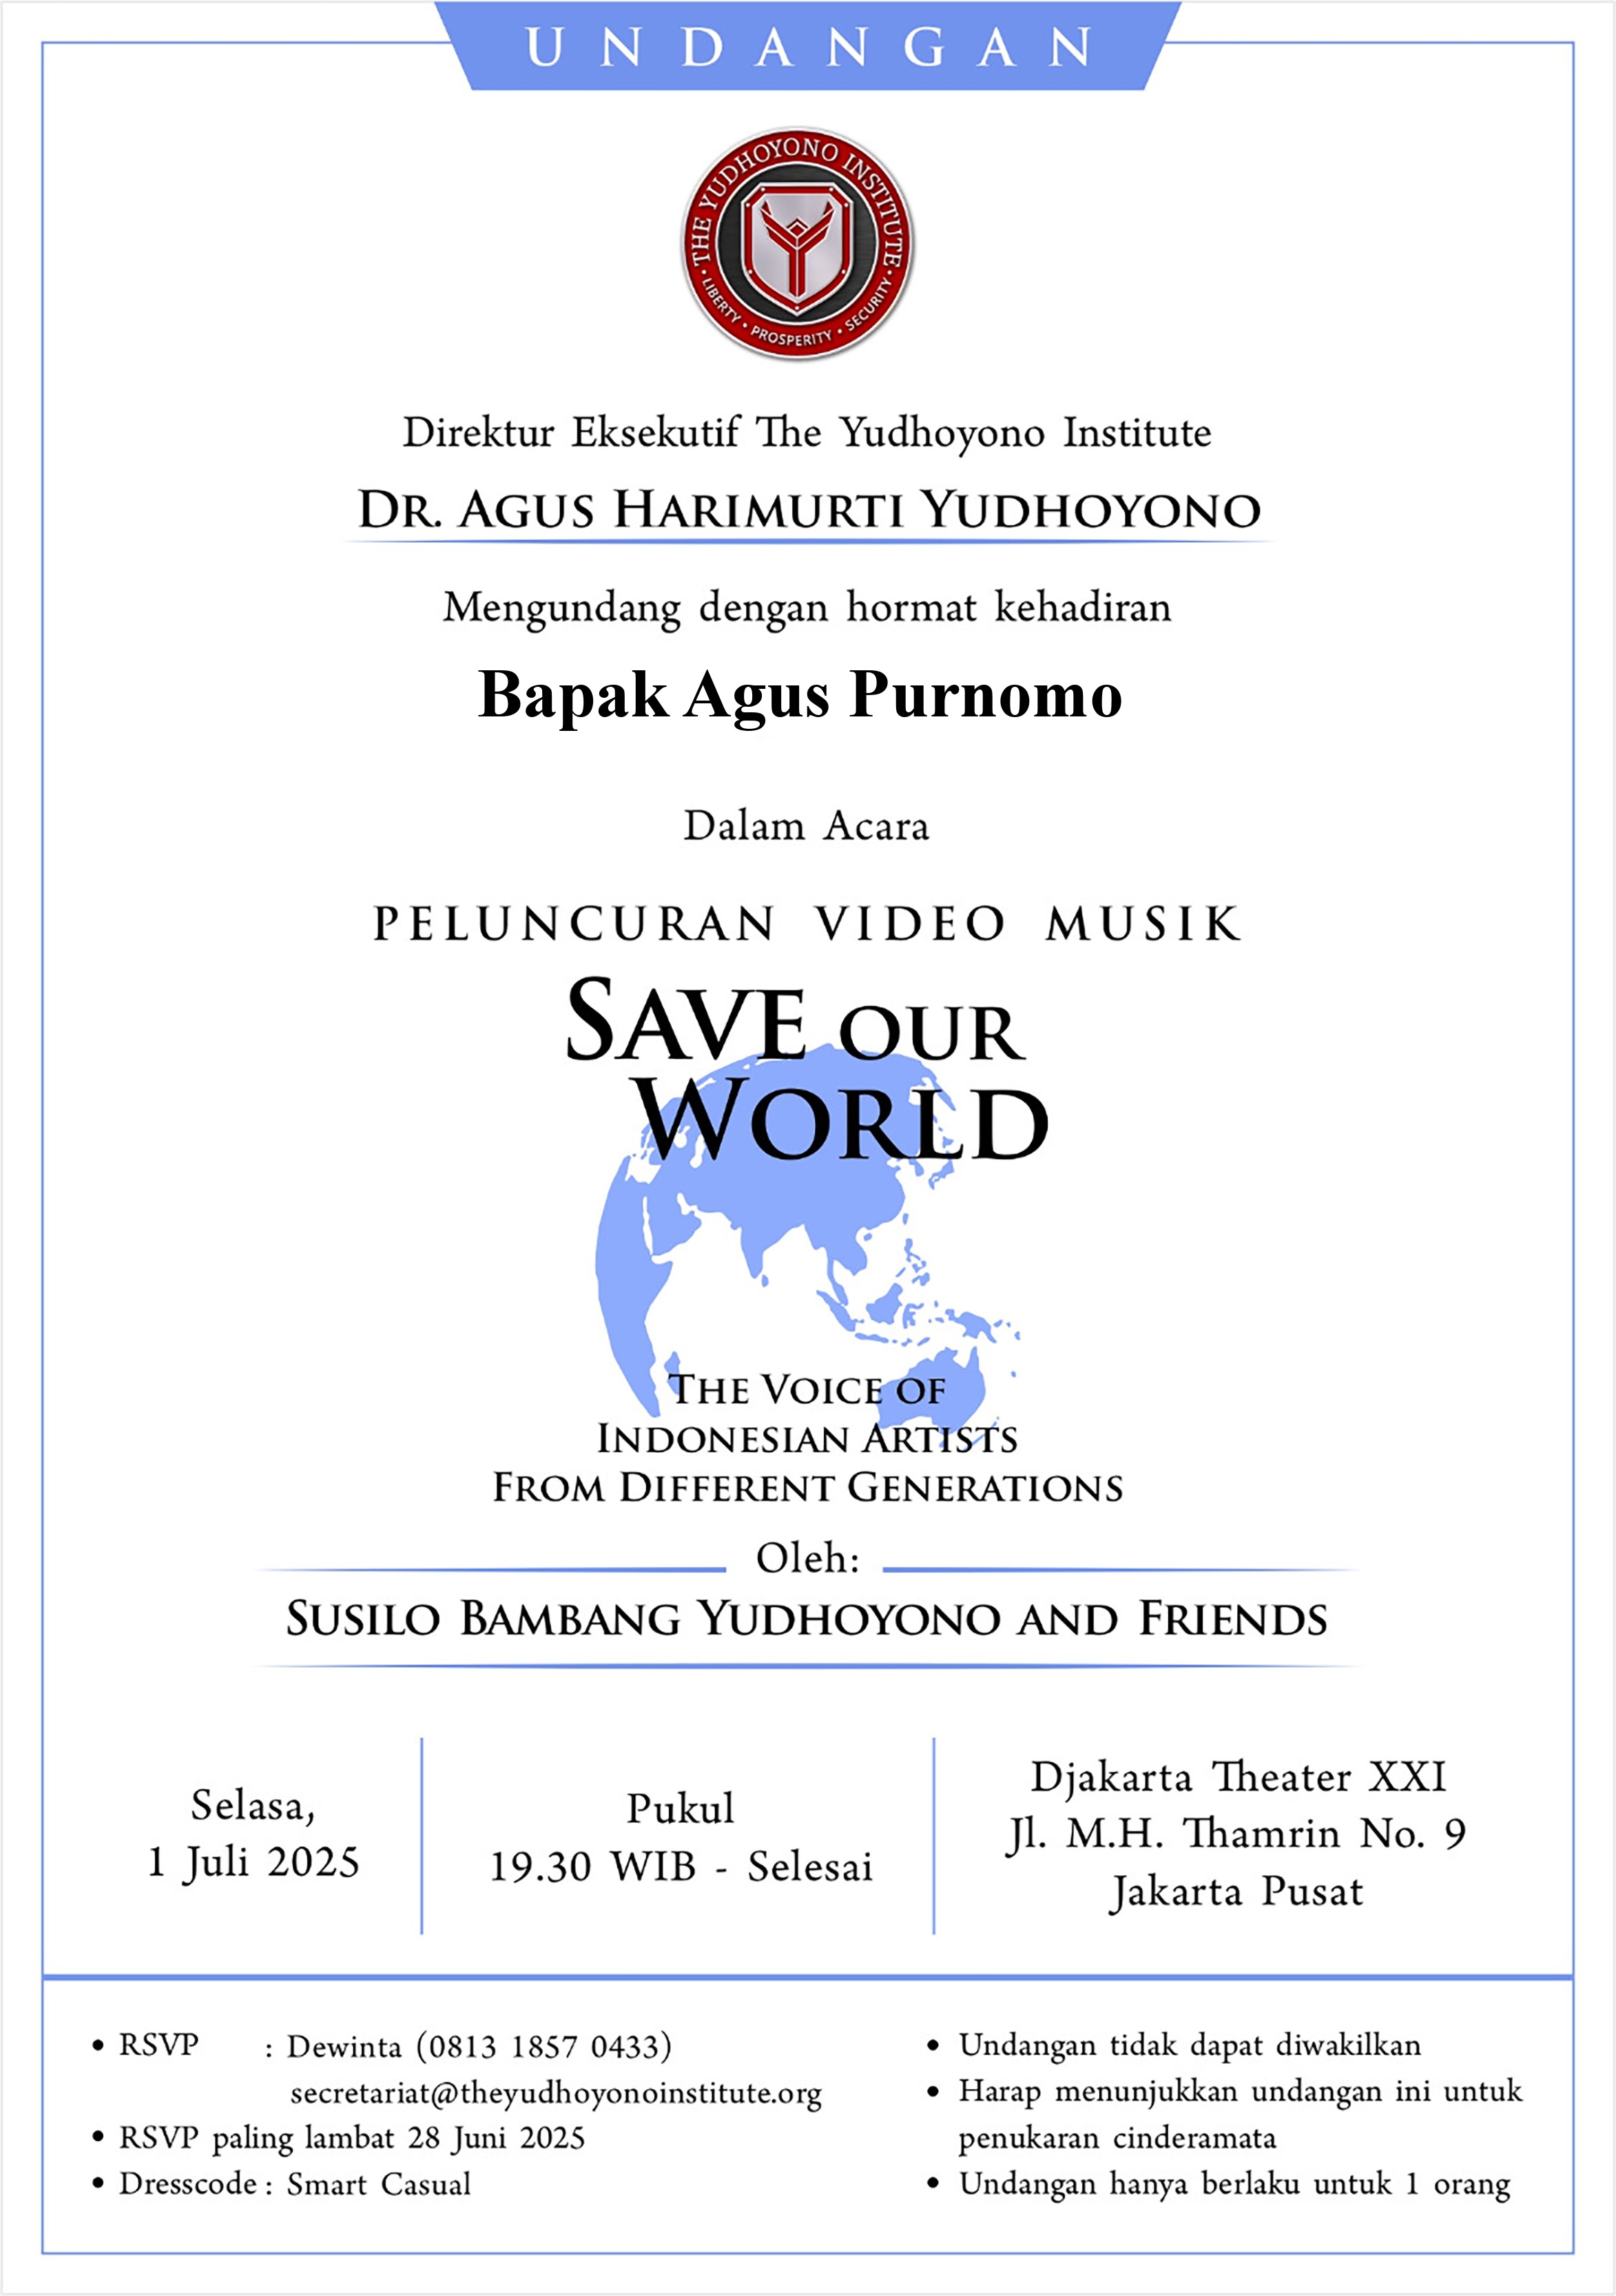 UNDANGAN
THE YUDHOYONO INSTITUTE
• LIBERTY • PROSPERITY • SECURITY •
Direktur Eksekutif The Yudhoyono Institute
DR. AGUS HARIMURTI YUDHOYONO
Mengundang dengan hormat kehadiran
Bapak Agus Purnomo
Dalam Acara
PELUNCURAN VIDEO MUSIK
SAVE OUR
WORLD
THE VOICE OF
INDONESIAN ARTISTS
FROM DIFFERENT GENERATIONS
Oleh:
SUSILO BAMBANG YUDHOYONO AND FRIENDS
Selasa,
1 Juli 2025
Pukul
19.30 WIB - Selesai
Djakarta Theater XXI
Jl. M.H. Thamrin No. 9
Jakarta Pusat
• RSVP : Dewinta (0813 1857 0433)
secretariat@theyudhoyonoinstitute.org
• RSVP paling lambat 28 Juni 2025
• Dresscode : Smart Casual
• Undangan tidak dapat diwakilkan
• Harap menunjukkan undangan ini untuk
penukaran cinderamata
• Undangan hanya berlaku untuk 1 orang